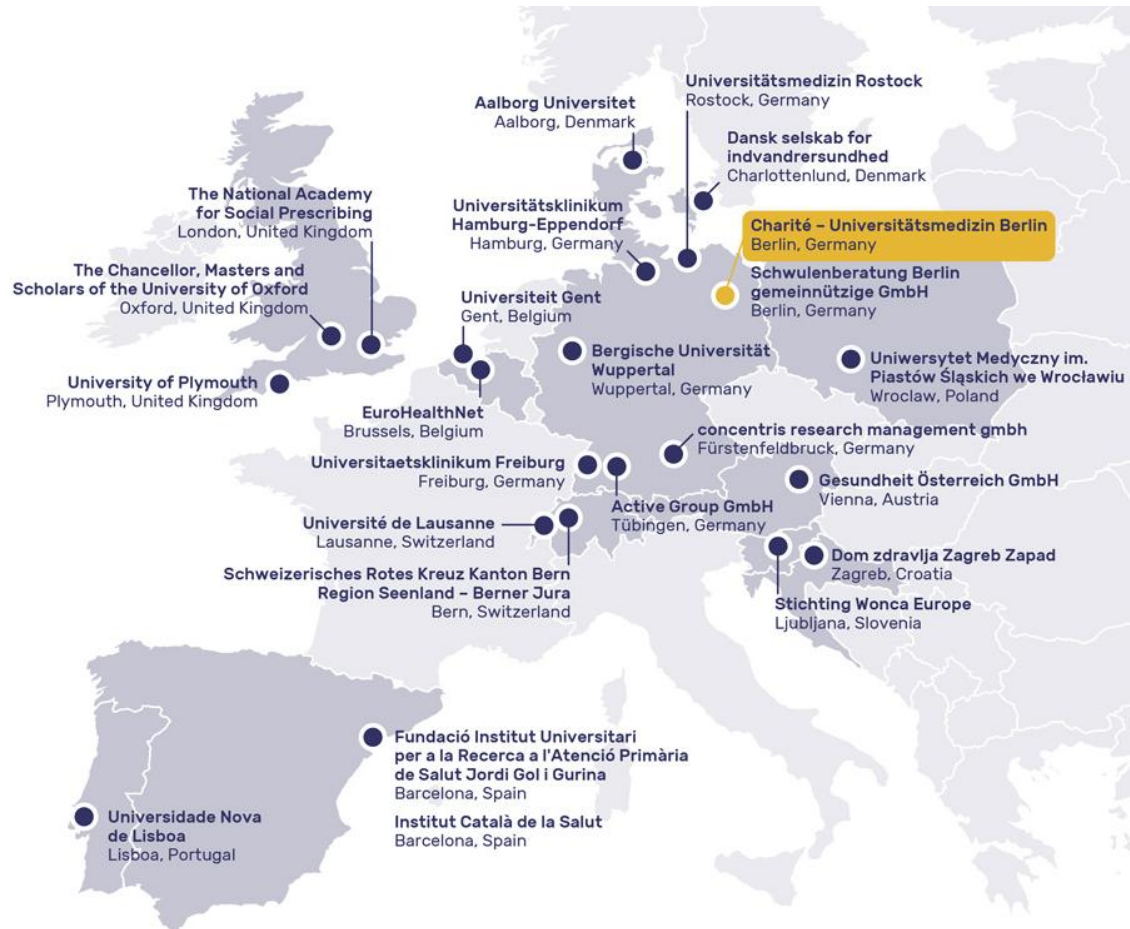 Universitätsmedizin Rostock
Rostock, Germany
Aalborg Universitet
Aalborg, Denmark
Dansk selskab for
indvandrersundhed
Charlottenlund, Denmark
The National Academy
for Social Prescribing
London, United Kingdom
Universitätsklinikum
Hamburg-Eppendorf
Hamburg, Germany
Charité – Universitätsmedizin Berlin
Berlin, Germany
The Chancellor, Masters and
Scholars of the University of Oxford
Oxford, United Kingdom
Schwulenberatung Berlin
gemeinnützige GmbH
Berlin, Germany
Universiteit Gent
Gent, Belgium
Bergische Universität
Wuppertal
Wuppertal, Germany
Uniwersytet Medyczny im.
Piastów Śląskich we Wrocławiu
Wroclaw, Poland
University of Plymouth
Plymouth, United Kingdom
EuroHealthNet
Brussels, Belgium
concentris research management gmbh
Fürstenfeldbruck, Germany
Universitaetsklinikum Freiburg
Freiburg, Germany
Gesundheit Österreich GmbH
Vienna, Austria
Active Group GmbH
Tübingen, Germany
Université de Lausanne
Lausanne, Switzerland
Dom zdravlja Zagreb Zapad
Zagreb, Croatia
Schweizerisches Rotes Kreuz Kanton Bern
Region Seenland – Berner Jura
Bern, Switzerland
Stichting Wonca Europe
Ljubljana, Slovenia
Fundació Institut Universitari
per a la Recerca a l'Atenció Primària
de Salut Jordi Gol i Gurina
Barcelona, Spain
Institut Català de la Salut
Barcelona, Spain
Universidade Nova
de Lisboa
Lisboa, Portugal